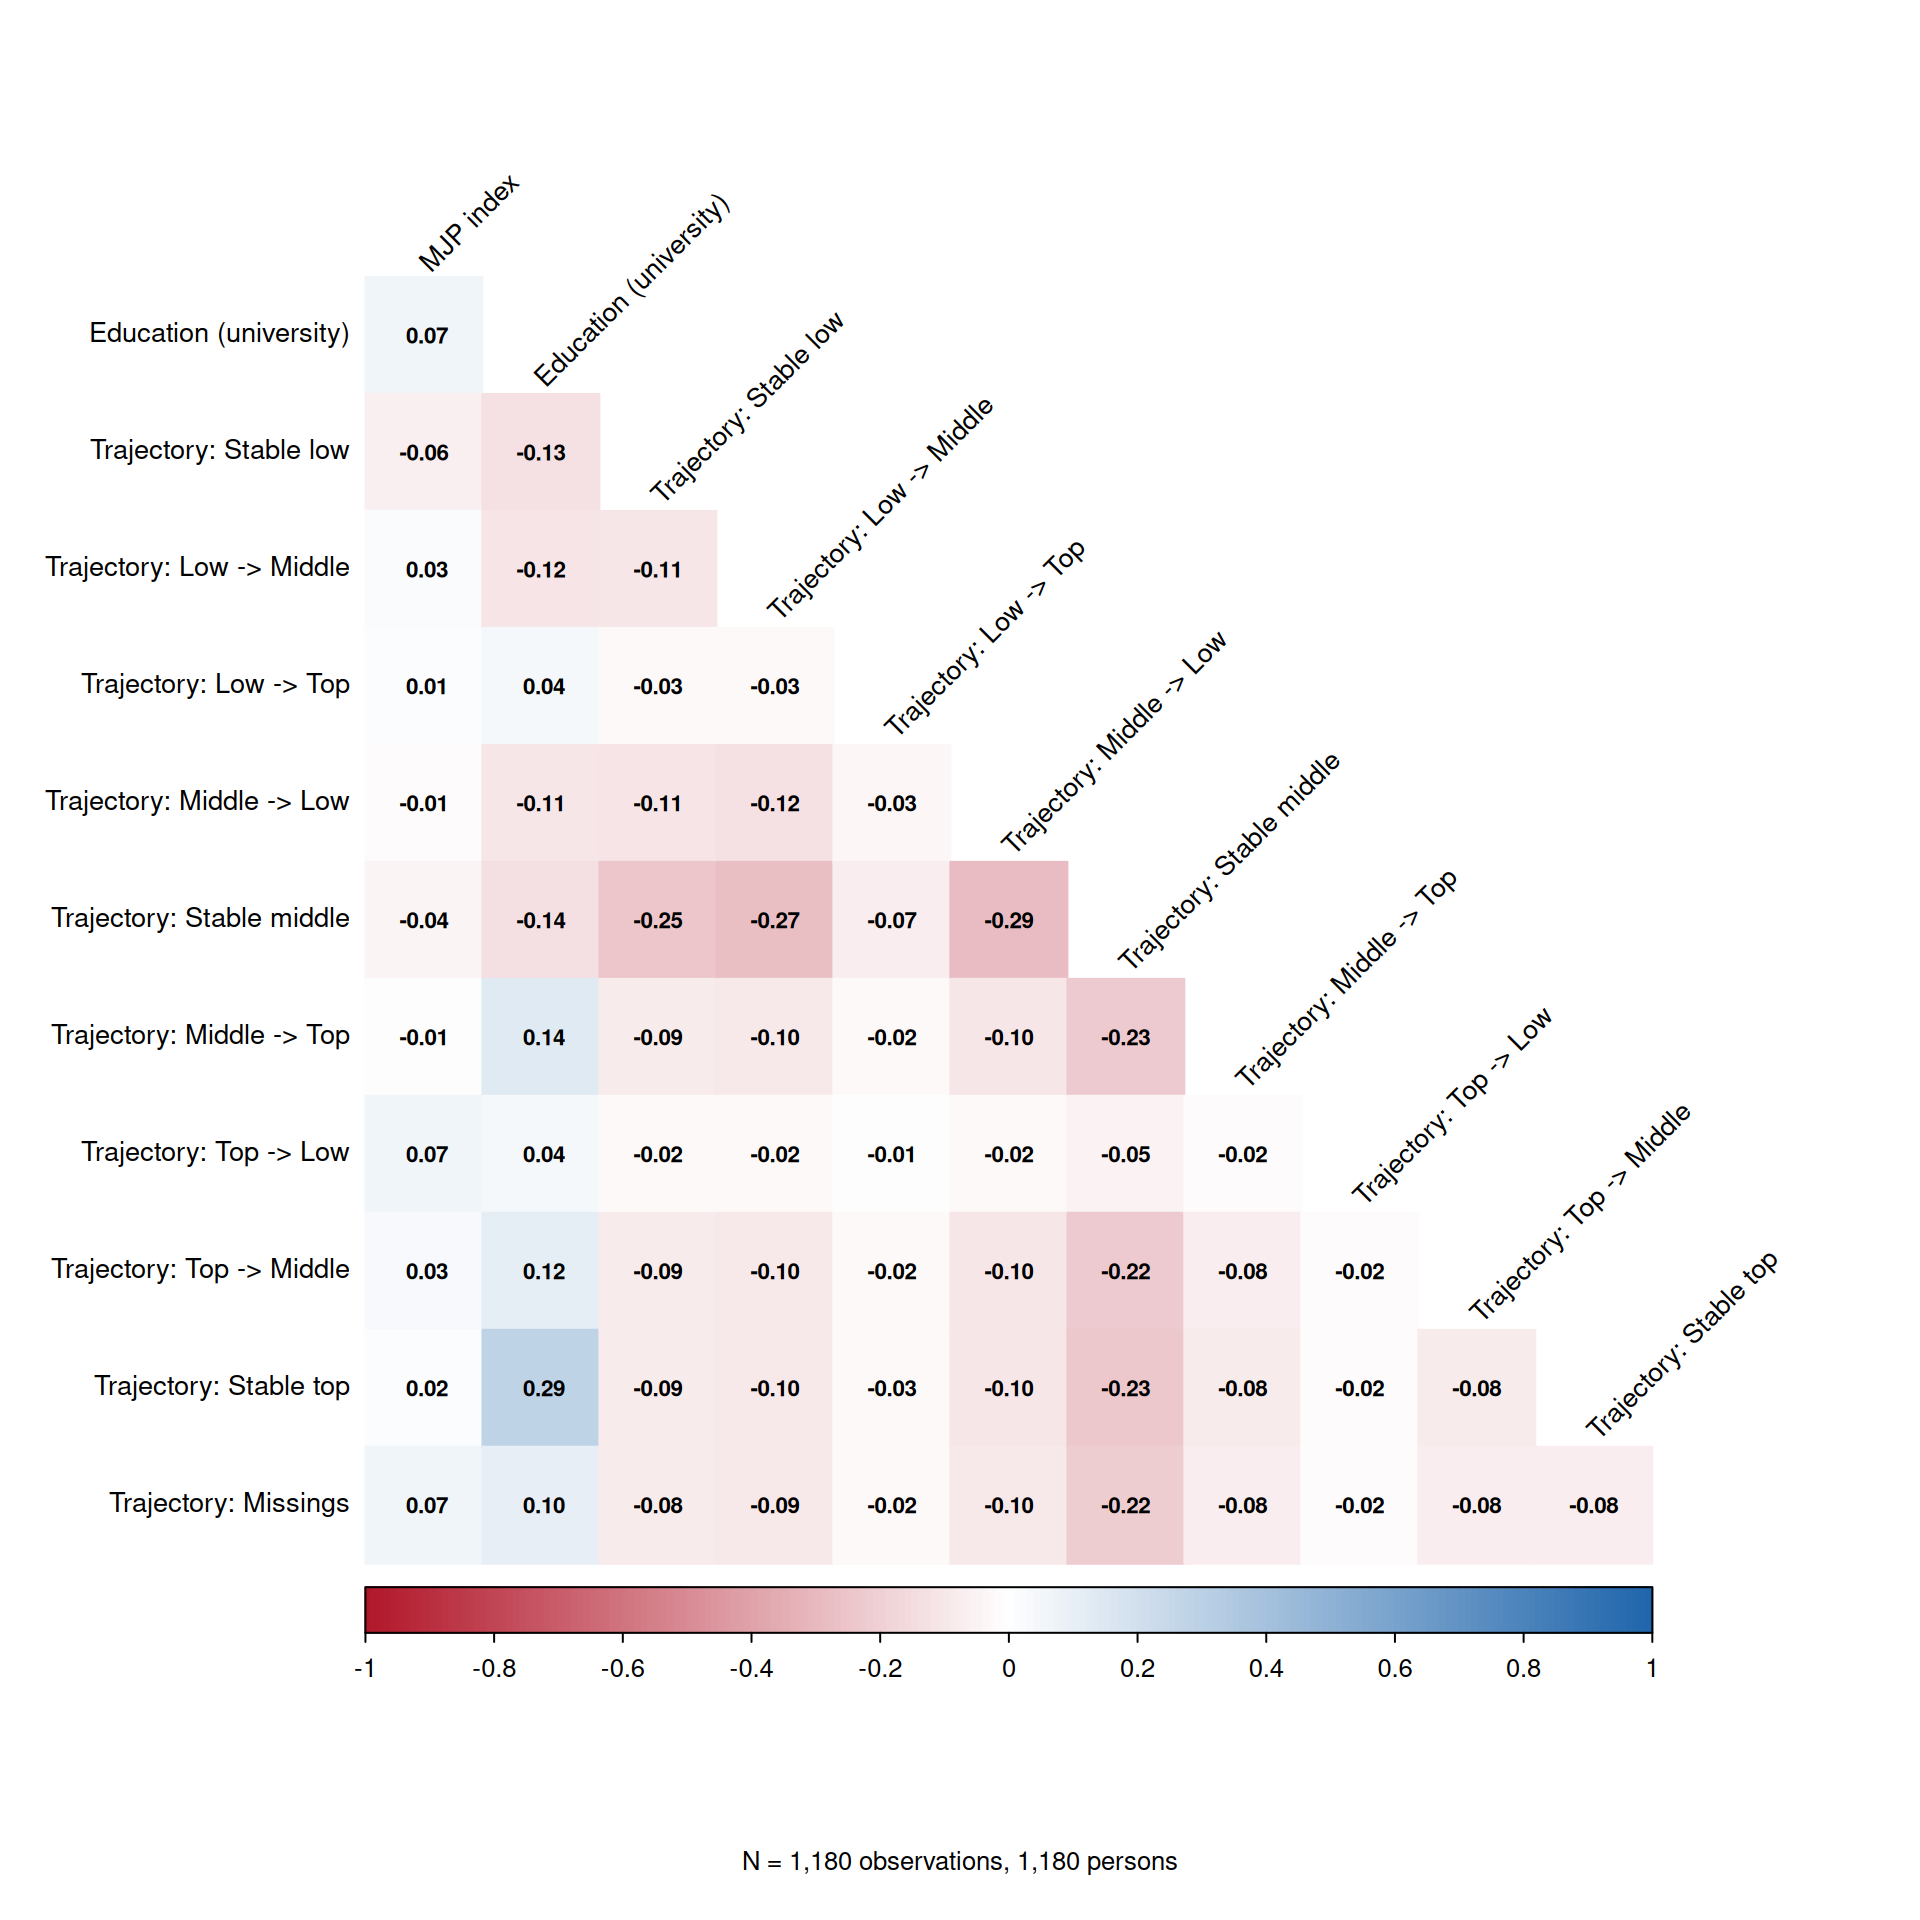 MJP index
Education (university)
Trajectory: Stable low
Trajectory: Low -> Middle
Trajectory: Low -> Top
Trajectory: Middle -> Low
Trajectory: Stable middle
Trajectory: Middle -> Top
Trajectory: Top -> Low
Trajectory: Top -> Middle
Trajectory: Stable top
Education (university) 0.07
Trajectory: Stable low -0.06 -0.13
Trajectory: Low -> Middle 0.03 -0.12 -0.11
Trajectory: Low -> Top 0.01 0.04 -0.03 -0.03
Trajectory: Middle -> Low -0.01 -0.11 -0.11 -0.12 -0.03
Trajectory: Stable middle -0.04 -0.14 -0.25 -0.27 -0.07 -0.29
Trajectory: Middle -> Top -0.01 0.14 -0.09 -0.10 -0.02 -0.10 -0.23
Trajectory: Top -> Low 0.07 0.04 -0.02 -0.02 -0.01 -0.02 -0.05 -0.02
Trajectory: Top -> Middle 0.03 0.12 -0.09 -0.10 -0.02 -0.10 -0.22 -0.08 -0.02
Trajectory: Stable top 0.02 0.29 -0.09 -0.10 -0.03 -0.10 -0.23 -0.08 -0.02 -0.08
Trajectory: Missings 0.07 0.10 -0.08 -0.09 -0.02 -0.10 -0.22 -0.08 -0.02 -0.08 -0.08
-1 -0.8 -0.6 -0.4 -0.2 0 0.2 0.4 0.6 0.8 1
N = 1,180 observations, 1,180 persons